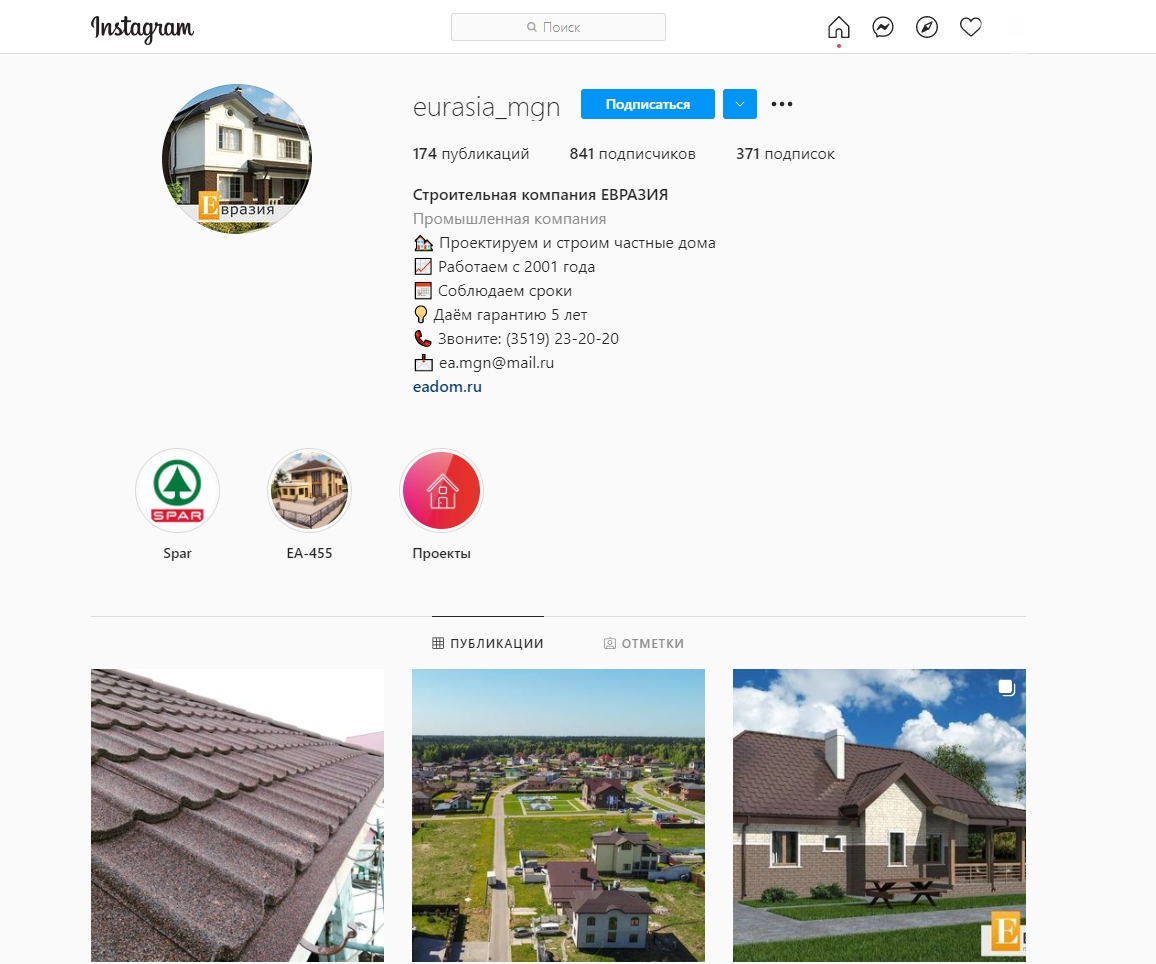 Instagram
Поиск
eurasia_mgn
Подписаться
174 публикаций 841 подписчиков 371 подписок
Строительная компания ЕВРАЗИЯ
Промышленная компания
Проектируем и строим частные дома
Работаем с 2001 года
Соблюдаем сроки
Даём гарантию 5 лет
Звоните: (3519) 23-20-20
ea.mgn@mail.ru
eadom.ru
Евразия
SPAR
Spar EA-455 Проекты
ПУБЛИКАЦИИ ОТМЕТКИ
E